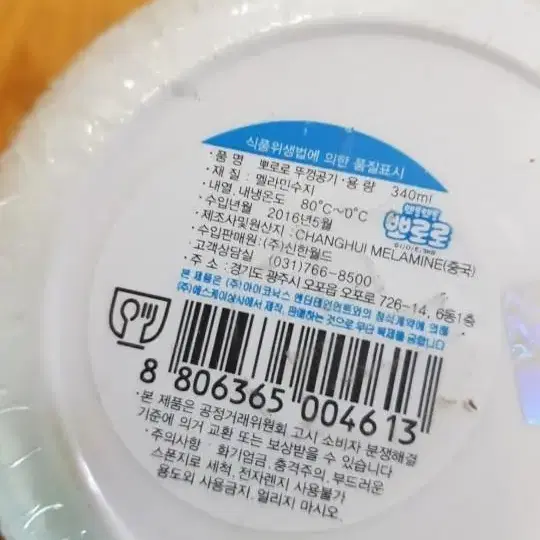 식품위생법에 의한 품질표시
·품 명 뽀로로 뚜껑공기 ·용 량 340ml
·재 질 : 멜라민수지
·내열, 내냉온도 80°C~0°C
·수입년월 2016년5월
·제조사및원산지 : CHANGHUI MELAMINE(중국)
·수입판매원 : (주)신한월드
·고객상담실 (031)766-8500
·주 소 : 경기도 광주시 오포읍 오포로 726-14, 6동1층
뽀로로
본 제품은 (주)아이코닉스 엔터테인먼트와의 정식계약에 의해
(주)에스케이상사에서 제작, 판매하는 것으로 무단 복제를 금합니다
8 806365 004613
·본 제품은 공정거래위원회 고시 소비자 분쟁해결
기준에 의거 교환 또는 보상받을 수 있습니다
·주의사항 · 화기엄금, 충격주의, 부드러운
스폰지로 세척, 전자렌지 사용불가
용도외 사용금지, 얼리지 마시오